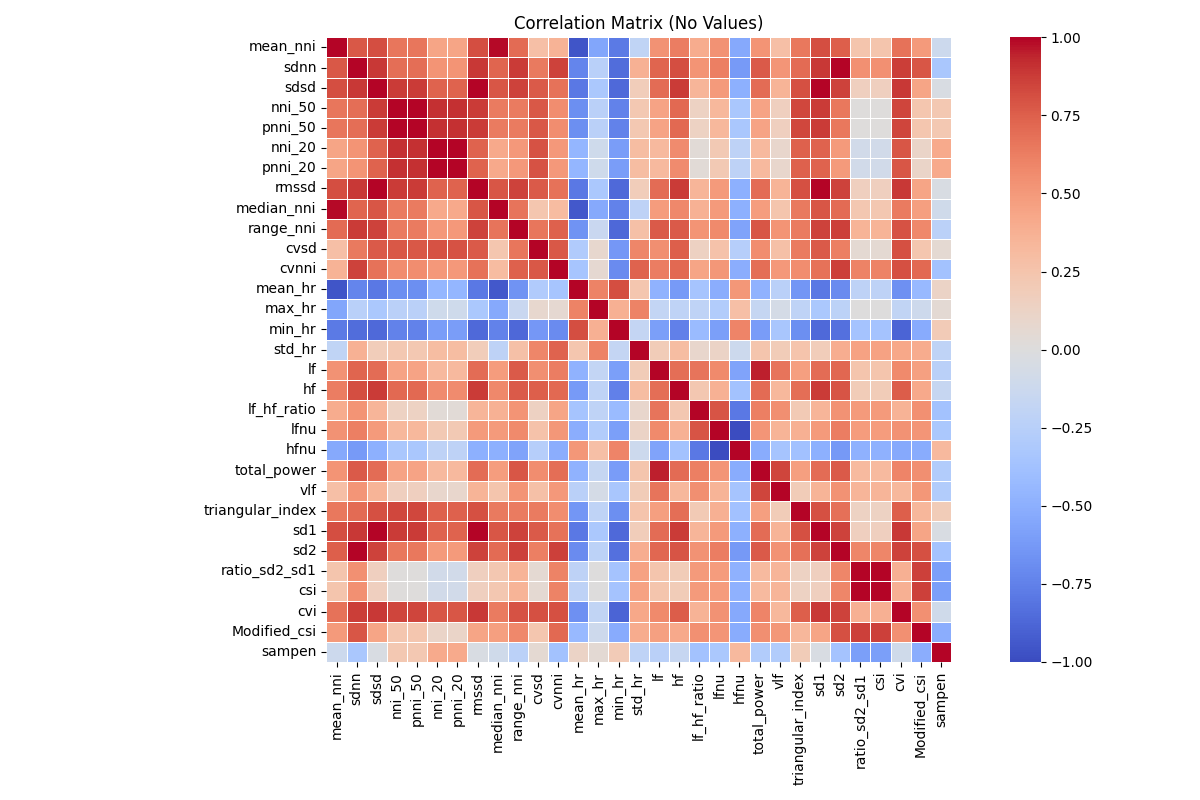 Correlation Matrix (No Values)
mean_nni
sdnn
sdsd
nni_50
pnni_50
nni_20
pnni_20
rmssd
median_nni
range_nni
cvsd
cvnni
mean_hr
max_hr
min_hr
std_hr
lf
hf
lf_hf_ratio
lfnu
hfnu
total_power
vlf
triangular_index
sd1
sd2
ratio_sd2_sd1
csi
cvi
Modified_csi
sampen
mean_nni
sdnn
sdsd
nni_50
pnni_50
nni_20
pnni_20
rmssd
median_nni
range_nni
cvsd
cvnni
mean_hr
max_hr
min_hr
std_hr
lf
hf
lf_hf_ratio
lfnu
hfnu
total_power
vlf
triangular_index
sd1
sd2
ratio_sd2_sd1
csi
cvi
Modified_csi
sampen
1.00
0.75
0.50
0.25
0.00
−0.25
−0.50
−0.75
−1.00